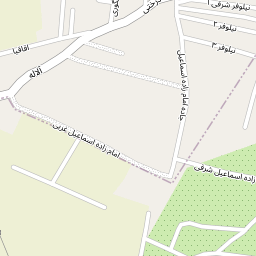 نیلوفر شرقی ۱
نیلوفر ۲
نیلوفر ۳
اقاقیا
لاله
جاده امام زاده اسماعیل
امام زاده اسماعیل غربی
زاده اسماعیل شرقی